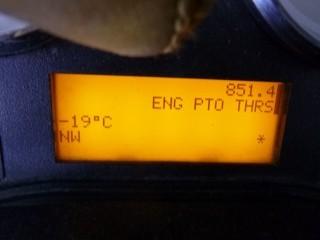 851.4
ENG PTO THRS
-19°C
NW *